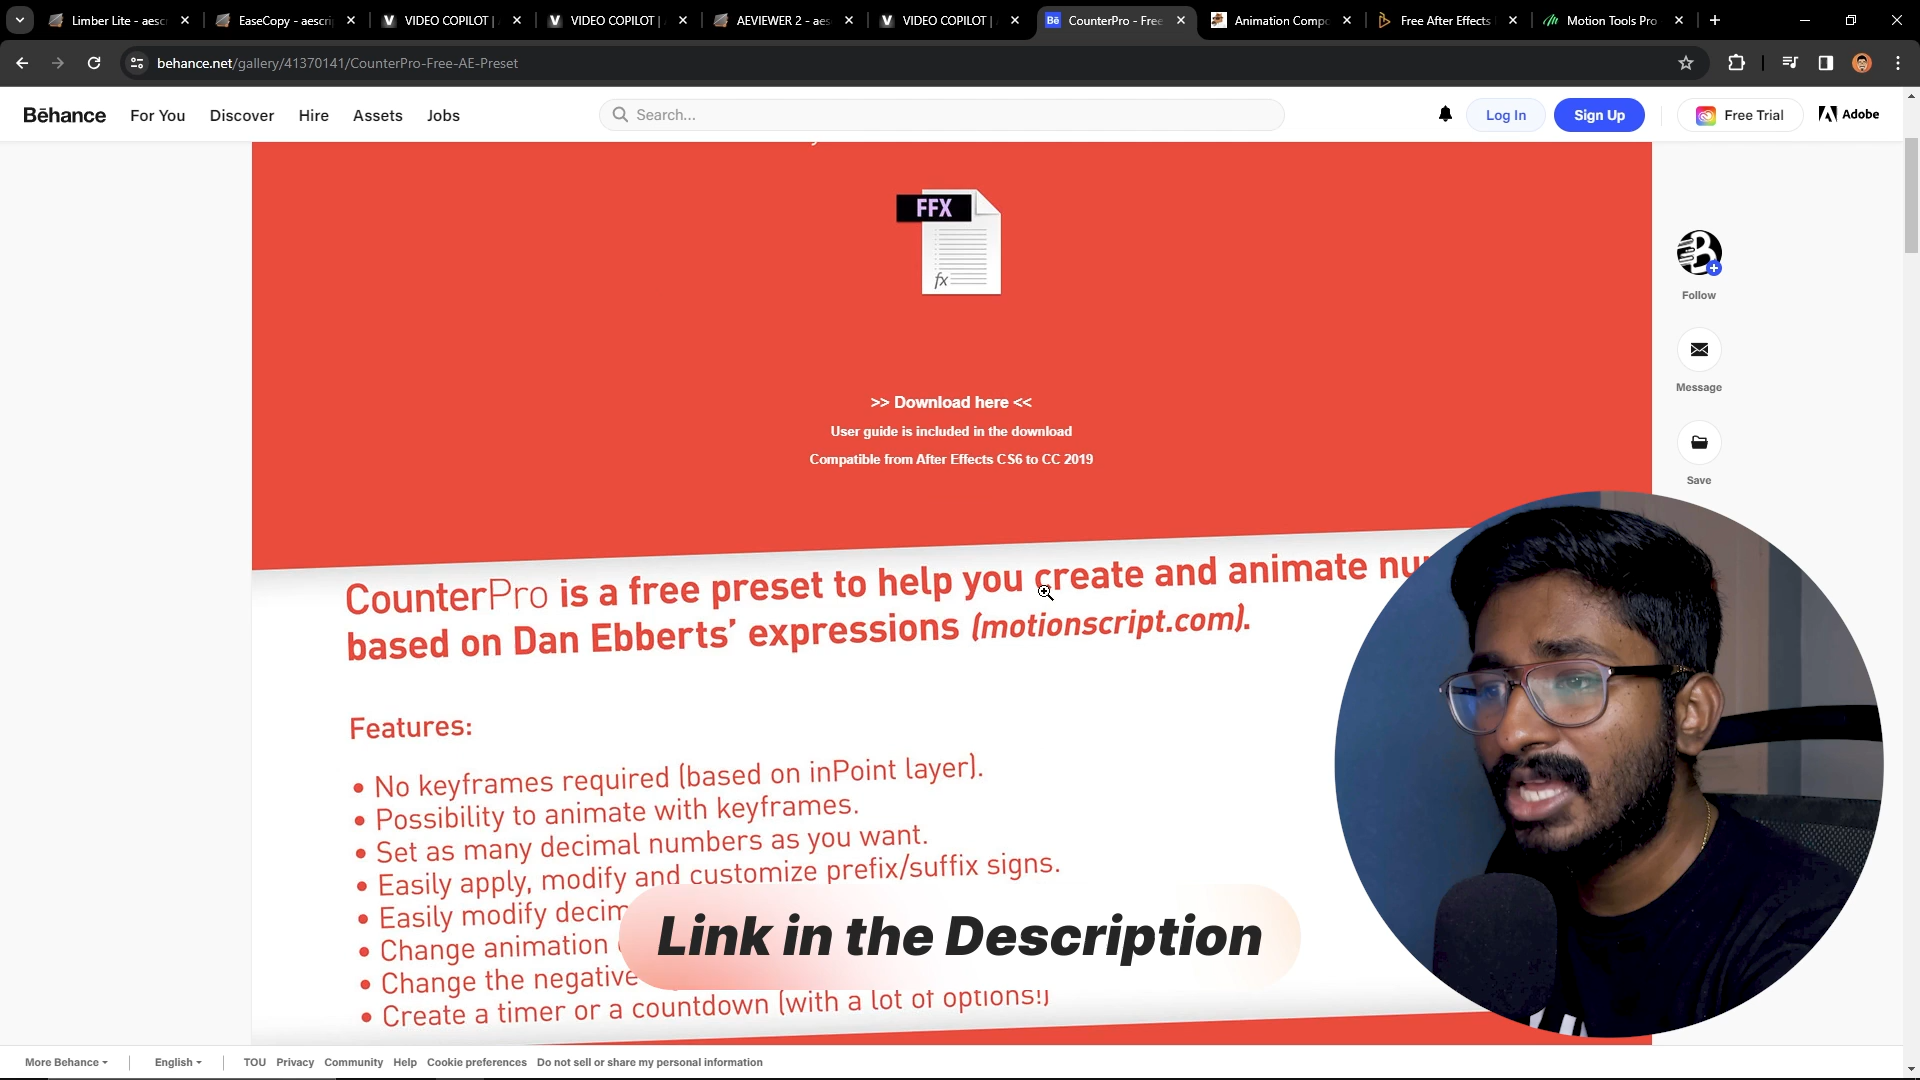 Limber Lite - aesc
EaseCopy - aescri
VIDEO COPILOT |
VIDEO COPILOT |
AEVIEWER 2 - aes
VIDEO COPILOT |
Bē CounterPro - Free
Animation Compo
Free After Effects
Motion Tools Pro
behance.net/gallery/41370141/CounterPro-Free-AE-Preset
Bēhance For You Discover Hire Assets Jobs Search... Log In Sign Up Free Trial Adobe
FFX
fx
Follow
Message
Save
>> Download here <<
User guide is included in the download
Compatible from After Effects CS6 to CC 2019
CounterPro is a free preset to help you create and animate nu
based on Dan Ebberts’ expressions (motionscript.com).
Features:
• No keyframes required (based on inPoint layer).
• Possibility to animate with keyframes.
• Set as many decimal numbers as you want.
• Easily apply, modify and customize prefix/suffix signs.
• Easily modify decim
• Change animation
• Change the negative
• Create a timer or a countdown (with a lot of options!)
Link in the Description
More Behance English TOU Privacy Community Help Cookie preferences Do not sell or share my personal information